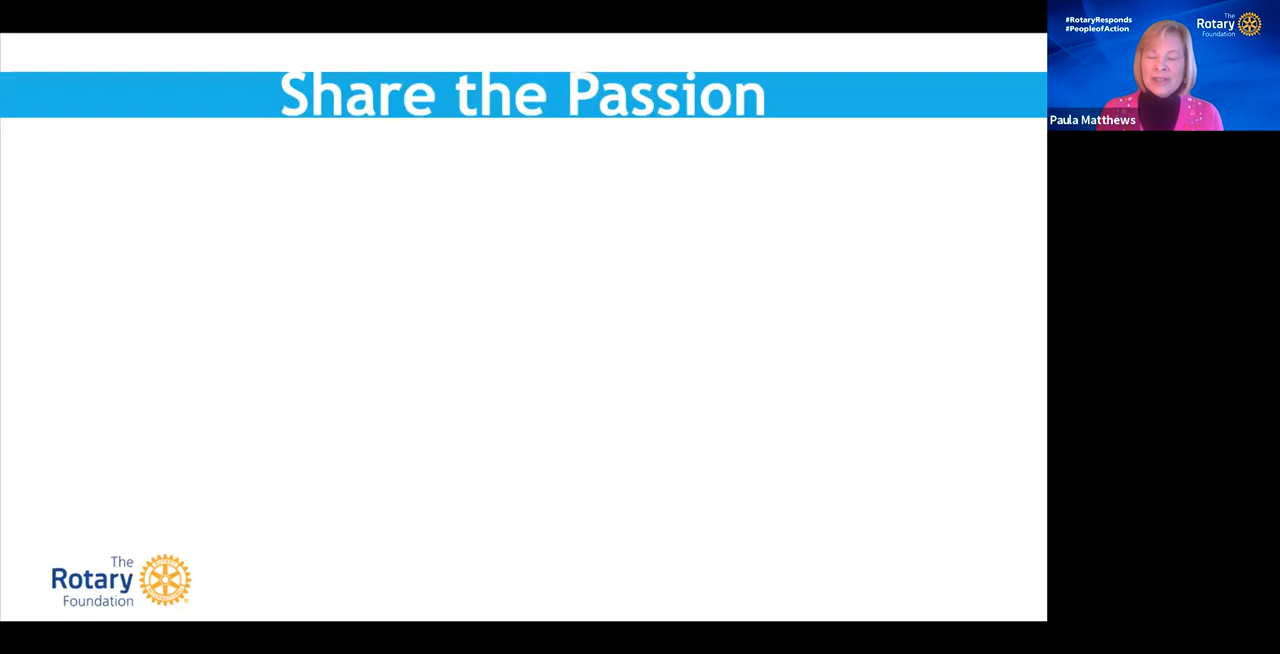 Share the Passion
The
Rotary
Foundation
#RotaryResponds
#PeopleofAction
The
Rotary
Foundation
Paula Matthews